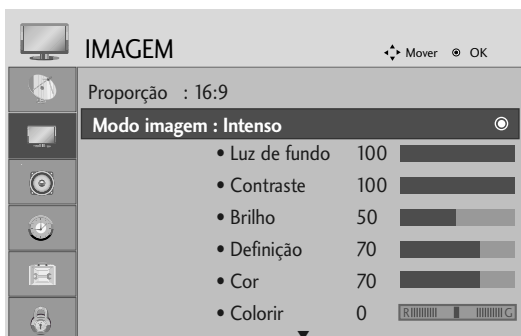 IMAGEM Mover OK
Proporção : 16:9
Modo imagem : Intenso
• Luz de fundo 100
• Contraste 100
• Brilho 50
• Definição 70
• Cor 70
• Colorir 0 R G